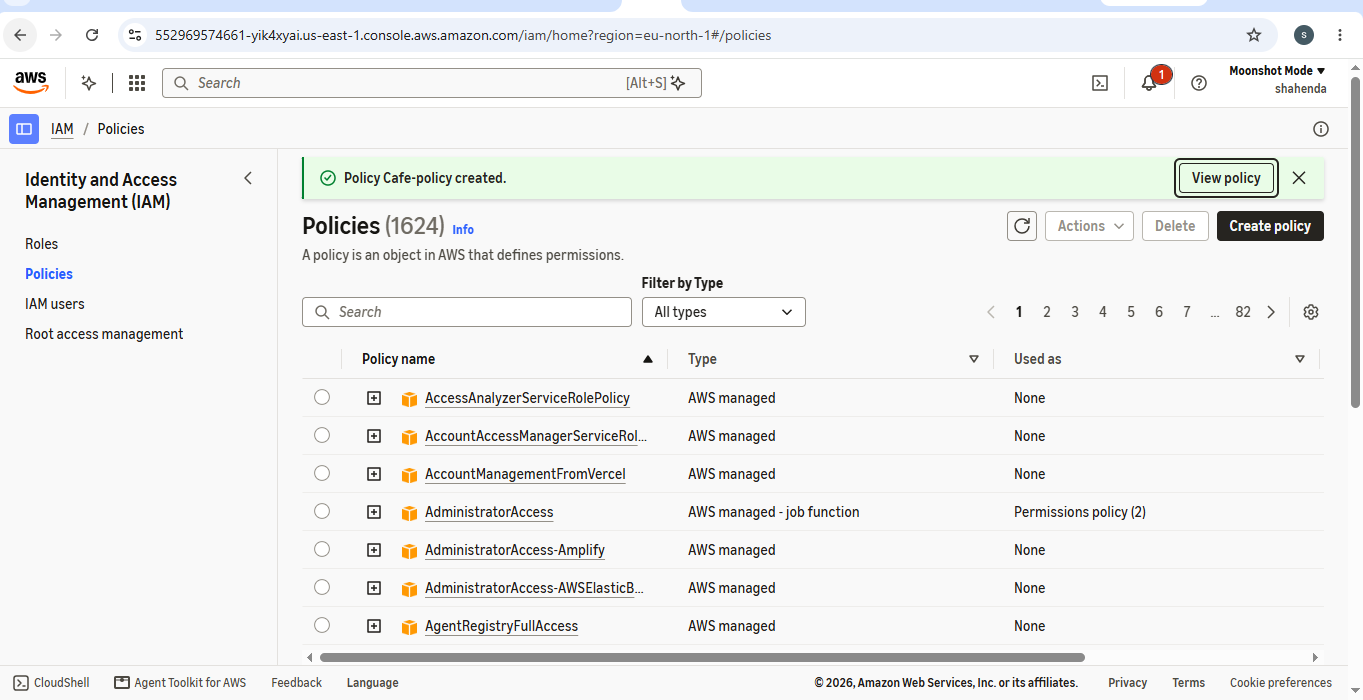 552969574661-yik4xyai.us-east-1.console.aws.amazon.com/iam/home?region=eu-north-1#/policies
s
aws
Search
[Alt+S]
1
Moonshot Mode
shahenda
IAM / Policies
Identity and Access
Management (IAM)
Roles
Policies
IAM users
Root access management
Policy Cafe-policy created.
View policy
Policies (1624) Info
Actions
Delete
Create policy
A policy is an object in AWS that defines permissions.
Filter by Type
Search
All types
1 2 3 4 5 6 7 ... 82
Policy name Type Used as
AccessAnalyzerServiceRolePolicy AWS managed None
AccountAccessManagerServiceRol... AWS managed None
AccountManagementFromVercel AWS managed None
AdministratorAccess AWS managed - job function Permissions policy (2)
AdministratorAccess-Amplify AWS managed None
AdministratorAccess-AWSElasticB... AWS managed None
AgentRegistryFullAccess AWS managed None
CloudShell Agent Toolkit for AWS Feedback Language © 2026, Amazon Web Services, Inc. or its affiliates. Privacy Terms Cookie preferences